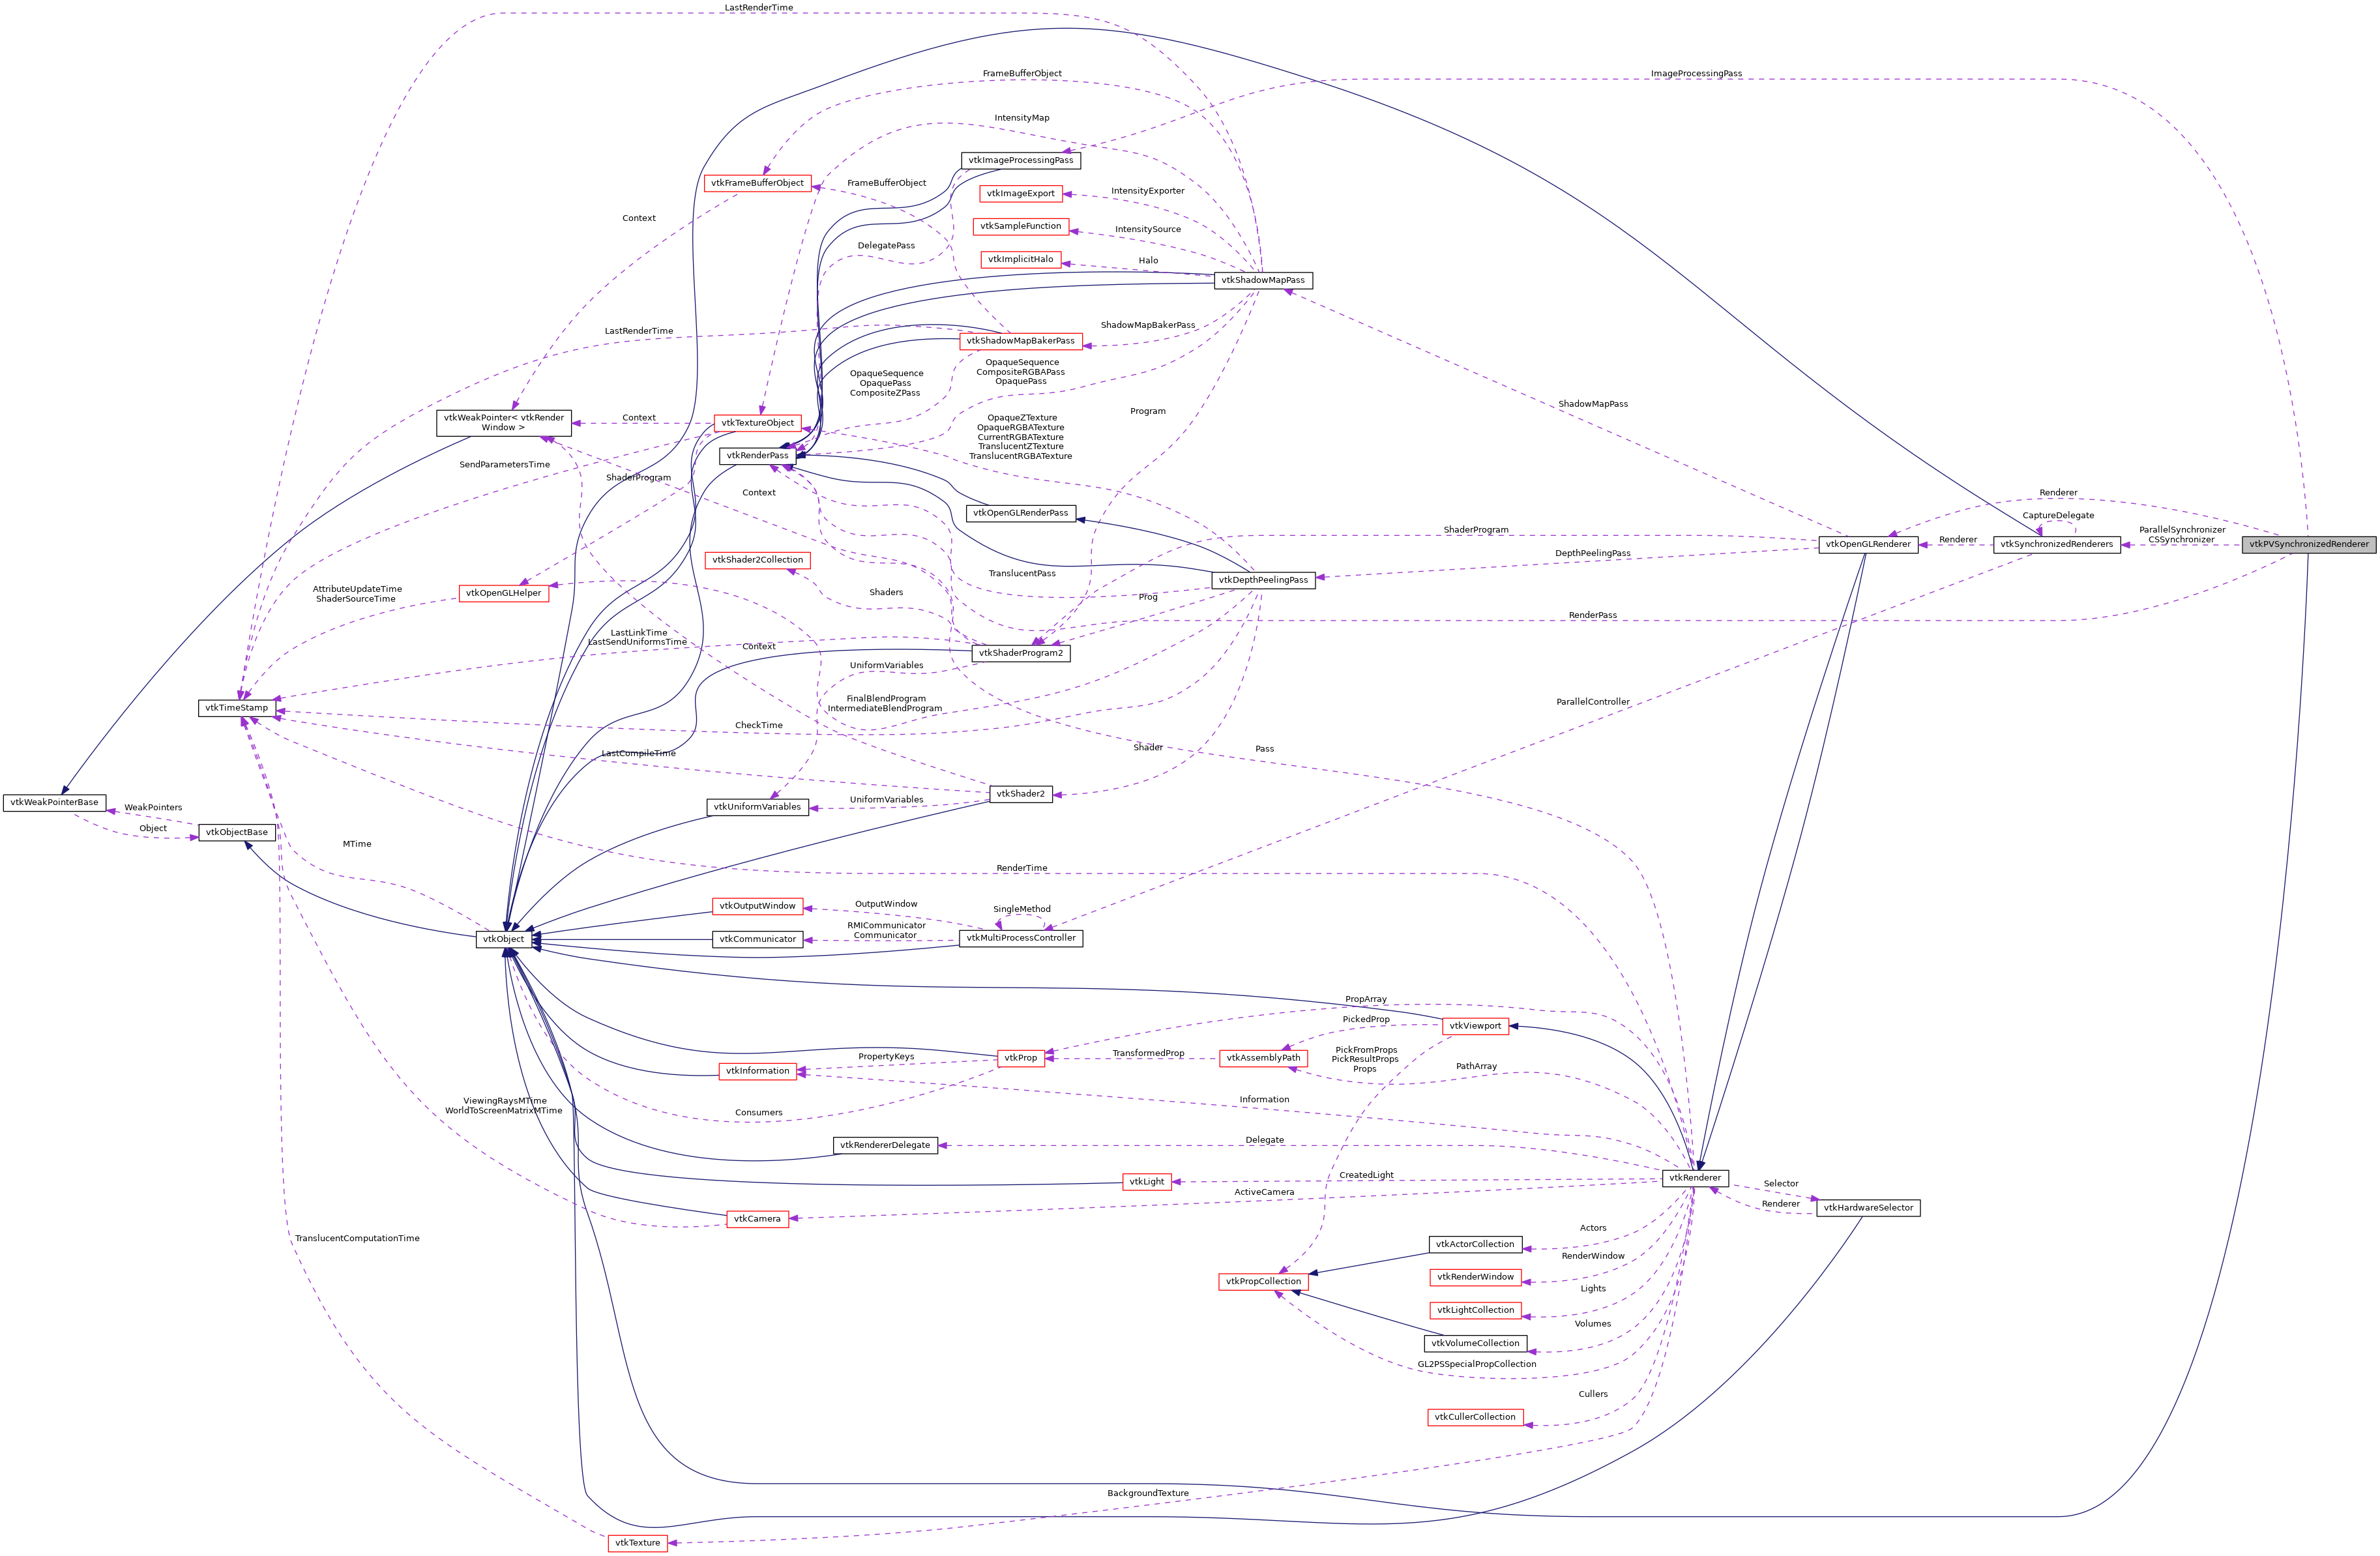 LastRenderTime
FrameBufferObject
ImageProcessingPass
IntensityMap
vtkImageProcessingPass
vtkFrameBufferObject
FrameBufferObject
vtkImageExport
IntensityExporter
Context
vtkSampleFunction
IntensitySource
DelegatePass
vtkImplicitHalo
Halo
vtkShadowMapPass
LastRenderTime
ShadowMapBakerPass
vtkShadowMapBakerPass
OpaqueSequence
CompositeRGBAPass
OpaquePass
OpaqueSequence
OpaquePass
CompositeZPass
ShadowMapPass
vtkWeakPointer< vtkRender
Window >
Context
vtkTextureObject
Program
OpaqueZTexture
OpaqueRGBATexture
CurrentRGBATexture
TranslucentZTexture
TranslucentRGBATexture
vtkRenderPass
SendParametersTime
ShaderProgram
Context
Renderer
vtkOpenGLRenderPass
CaptureDelegate
ShaderProgram
ParallelSynchronizer
CSSynchronizer
vtkOpenGLRenderer
Renderer
vtkSynchronizedRenderers
vtkPVSynchronizedRenderer
DepthPeelingPass
vtkShader2Collection
TranslucentPass
vtkDepthPeelingPass
AttributeUpdateTime
ShaderSourceTime
vtkOpenGLHelper
Shaders
Prog
RenderPass
LastLinkTime
LastSendUniformsTime
Context
vtkShaderProgram2
UniformVariables
FinalBlendProgram
IntermediateBlendProgram
ParallelController
vtkTimeStamp
CheckTime
LastCompileTime
Shader
Pass
vtkShader2
vtkWeakPointerBase
WeakPointers
vtkUniformVariables
UniformVariables
Object
vtkObjectBase
MTime
RenderTime
vtkOutputWindow
OutputWindow
SingleMethod
vtkObject
vtkCommunicator
RMICommunicator
Communicator
vtkMultiProcessController
PropArray
PickedProp
vtkViewport
PropertyKeys
vtkProp
TransformedProp
vtkAssemblyPath
PickFromProps
PickResultProps
Props
PathArray
vtkInformation
ViewingRaysMTime
WorldToScreenMatrixMTime
Consumers
Information
vtkRendererDelegate
Delegate
vtkLight
CreatedLight
vtkRenderer
Selector
vtkCamera
ActiveCamera
Renderer
vtkHardwareSelector
Actors
TranslucentComputationTime
vtkActorCollection
RenderWindow
vtkPropCollection
vtkRenderWindow
Lights
vtkLightCollection
Volumes
vtkVolumeCollection
GL2PSSpecialPropCollection
Cullers
vtkCullerCollection
BackgroundTexture
vtkTexture